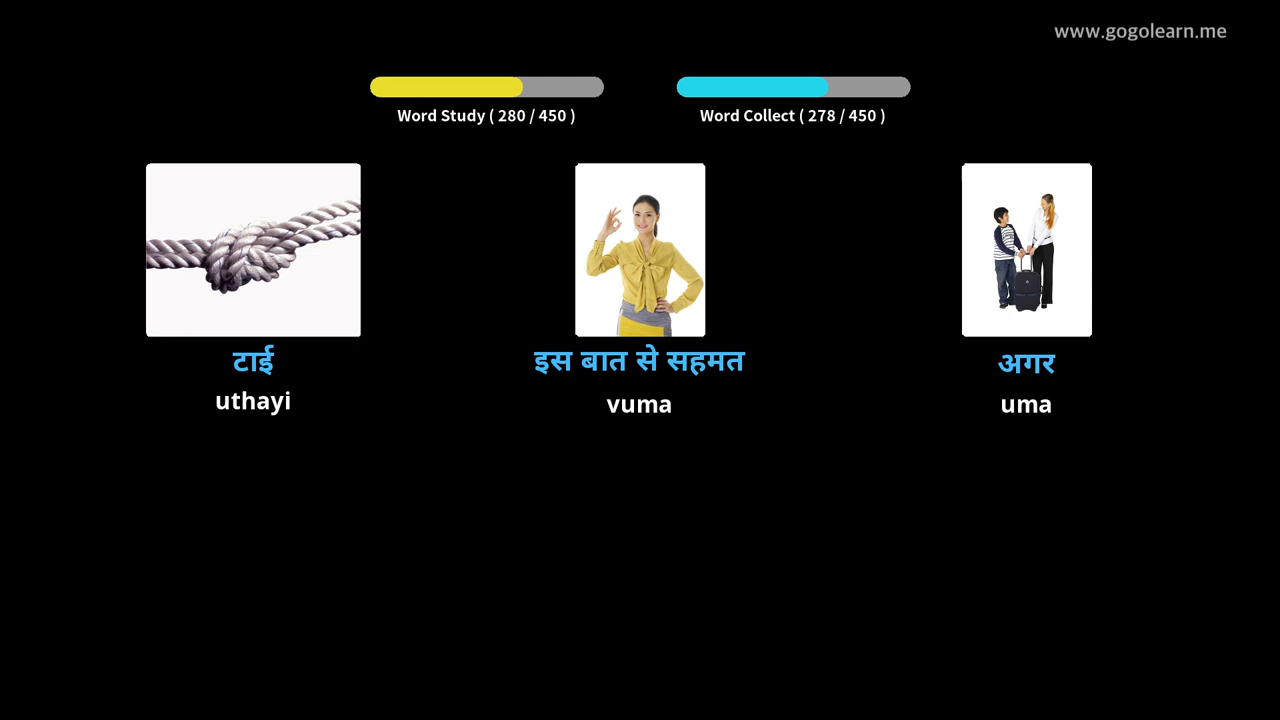 www.gogolearn.me
Word Study ( 280 / 450 )
Word Collect ( 278 / 450 )
टाई
इस बात से सहमत
अगर
uthayi
vuma
uma